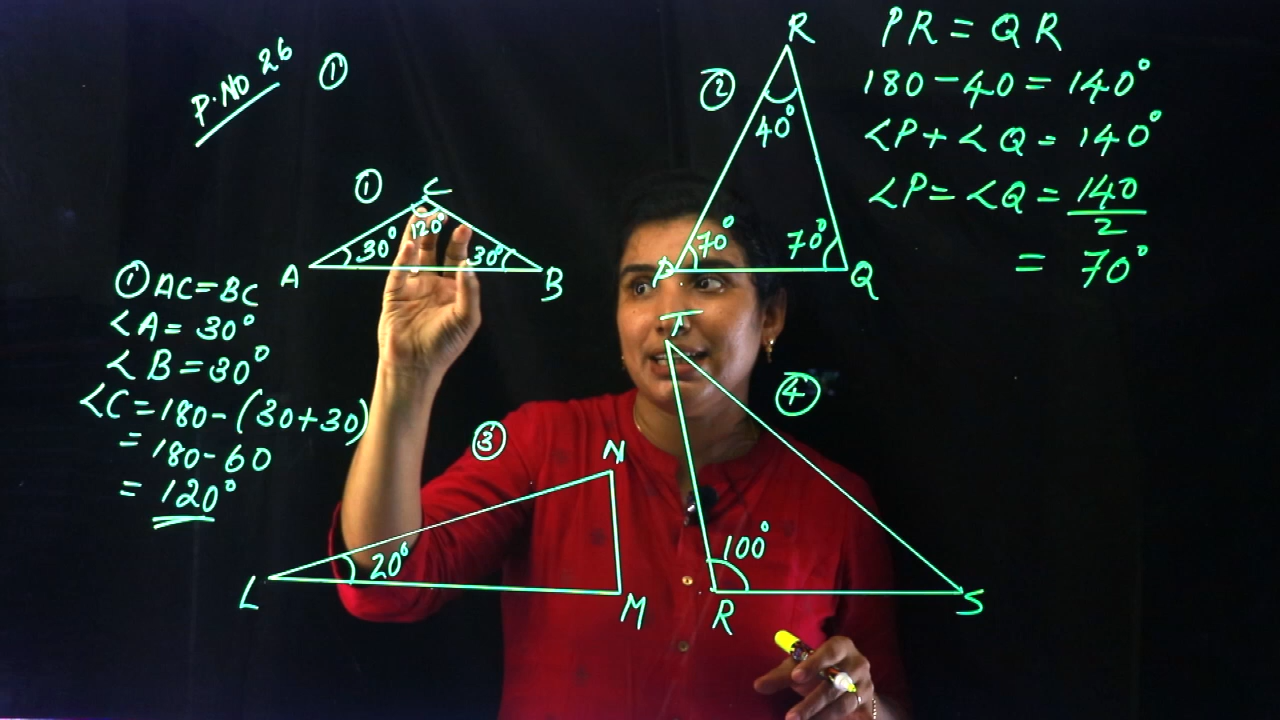 P.NO 26
①
①
C
30° 120° 30°
A B
① AC=BC
∠A = 30°
∠B = 30°
∠C = 180-(30+30)
= 180-60
= 120°
②
R
40°
70° 70°
P Q
PR = QR
180-40 = 140°
∠P+∠Q = 140°
∠P=∠Q = 140/2
= 70°
③
N
20°
L M
④
T
100°
R S